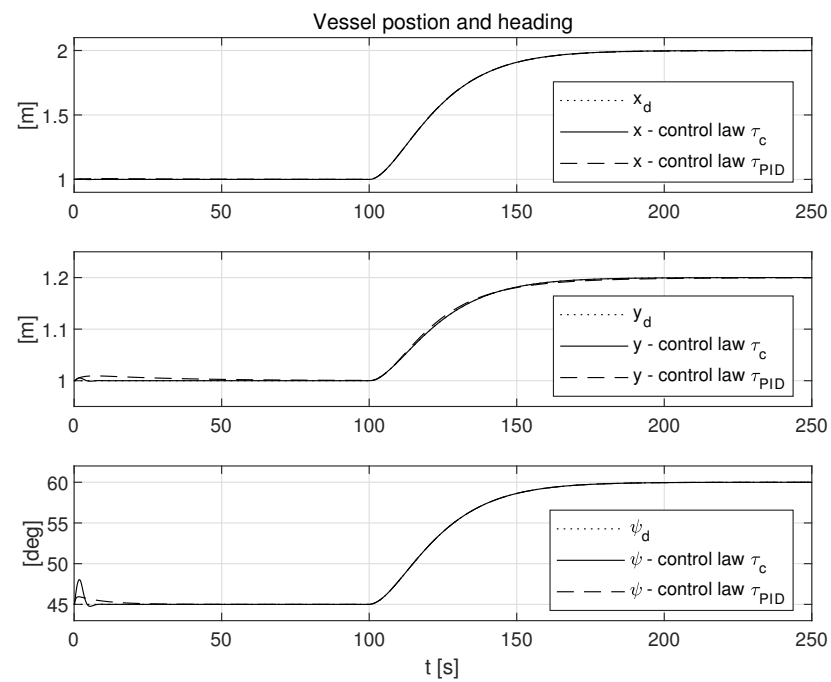 Vessel postion and heading
2
1.5
1
[m]
x_d
x - control law τ_c
x - control law τ_PID
0 50 100 150 200 250
1.2
1.1
1
[m]
y_d
y - control law τ_c
y - control law τ_PID
0 50 100 150 200 250
60
55
50
45
[deg]
ψ_d
ψ - control law τ_c
ψ - control law τ_PID
0 50 100 150 200 250
t [s]